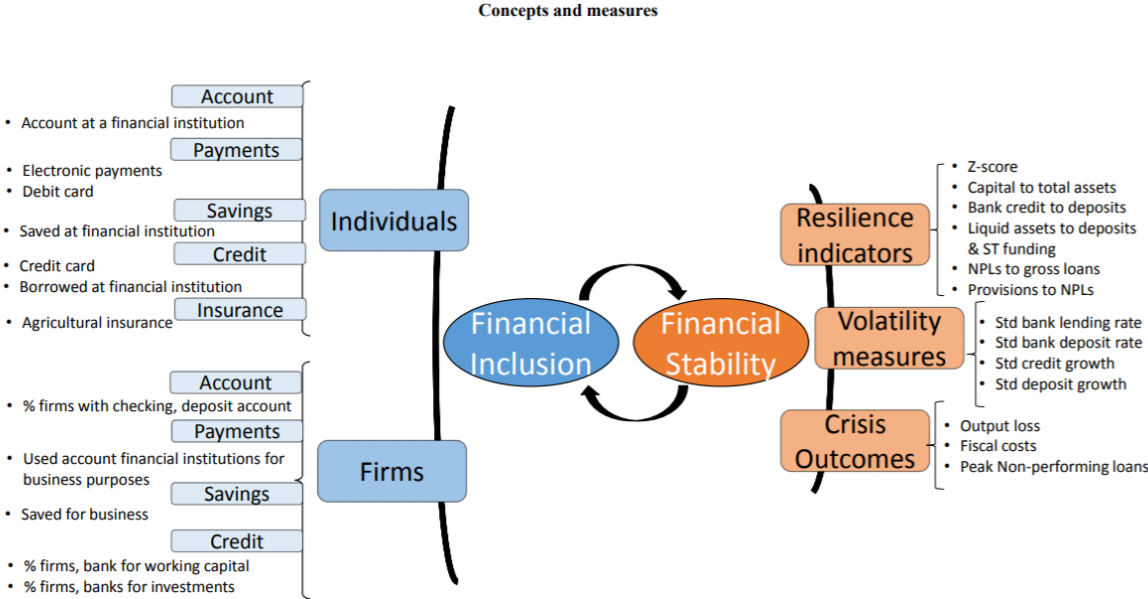 Concepts and measures
Account
• Account at a financial institution
Payments
• Electronic payments
• Debit card
Savings
• Saved at financial institution
Credit
• Credit card
• Borrowed at financial institution
Insurance
• Agricultural insurance
Individuals
Account
• % firms with checking, deposit account
Payments
• Used account financial institutions for
business purposes
Savings
• Saved for business
Credit
• % firms, bank for working capital
• % firms, banks for investments
Firms
Financial
Inclusion
Financial
Stability
Resilience
indicators
• Z-score
• Capital to total assets
• Bank credit to deposits
• Liquid assets to deposits
& ST funding
• NPLs to gross loans
• Provisions to NPLs
Volatility
measures
• Std bank lending rate
• Std bank deposit rate
• Std credit growth
• Std deposit growth
Crisis
Outcomes
• Output loss
• Fiscal costs
• Peak Non-performing loans